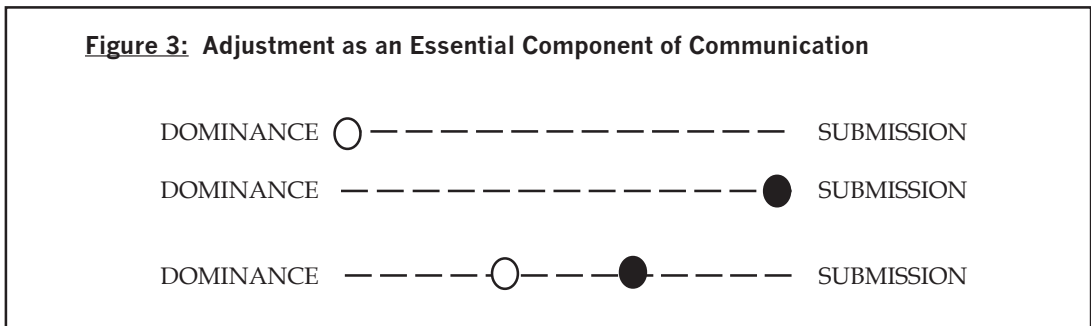 Figure 3: Adjustment as an Essential Component of Communication
DOMINANCE SUBMISSION
DOMINANCE SUBMISSION
DOMINANCE SUBMISSION